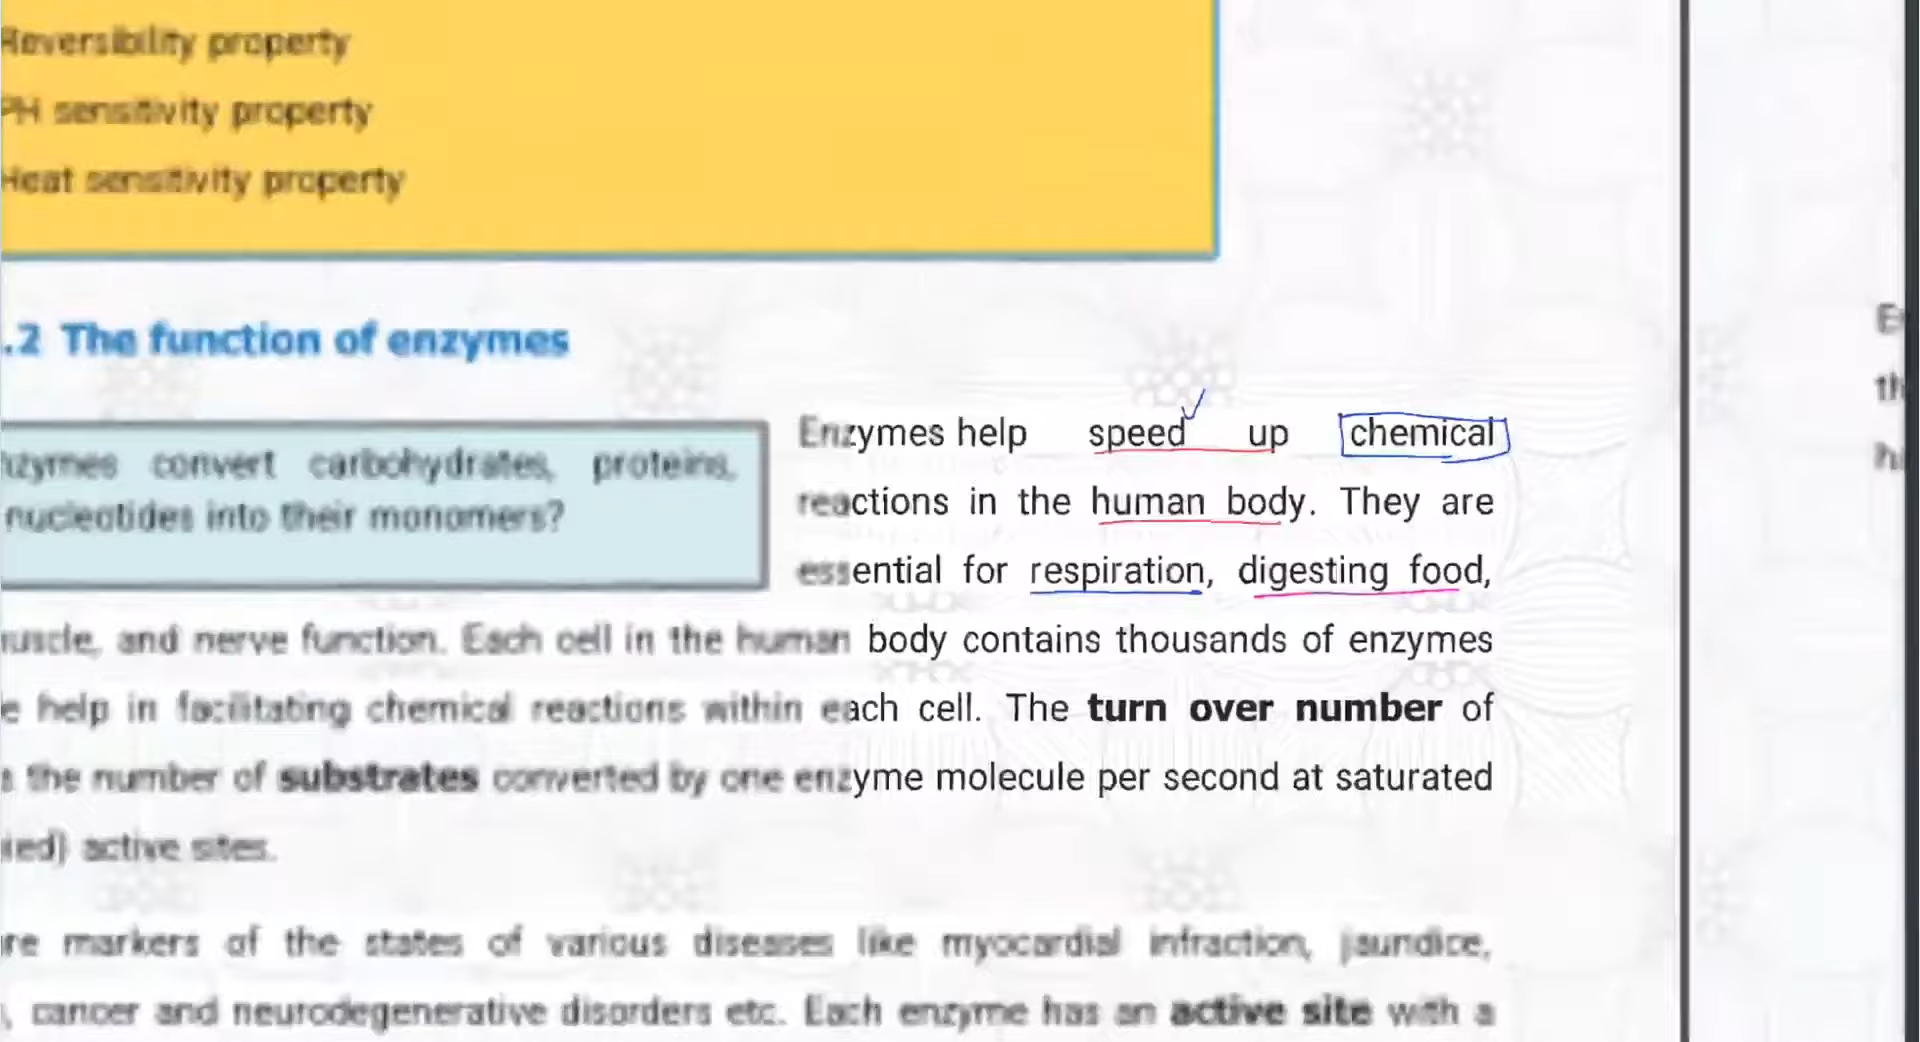 Reversibility property
PH sensitivity property
Heat sensitivity property
.2 The function of enzymes
Enzymes help speed up chemical
nzymes convert carbohydrates, proteins,
reactions in the human body. They are
nucleotides into their monomers?
essential for respiration, digesting food,
muscle, and nerve function. Each cell in the human body contains thousands of enzymes
e help in facilitating chemical reactions within each cell. The turn over number of
the number of substrates converted by one enzyme molecule per second at saturated
ied) active sites.
re markers of the states of various diseases like myocardial infraction, jaundice,
, cancer and neurodegenerative disorders etc. Each enzyme has an active site with a